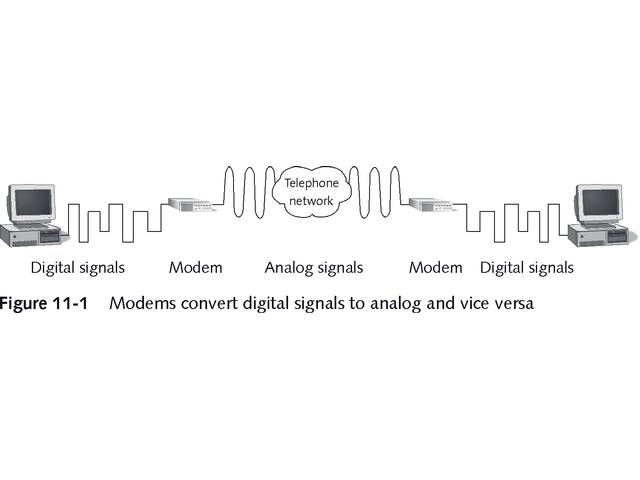 Telephone
network
Digital signals Modem Analog signals Modem Digital signals
Figure 11-1 Modems convert digital signals to analog and vice versa